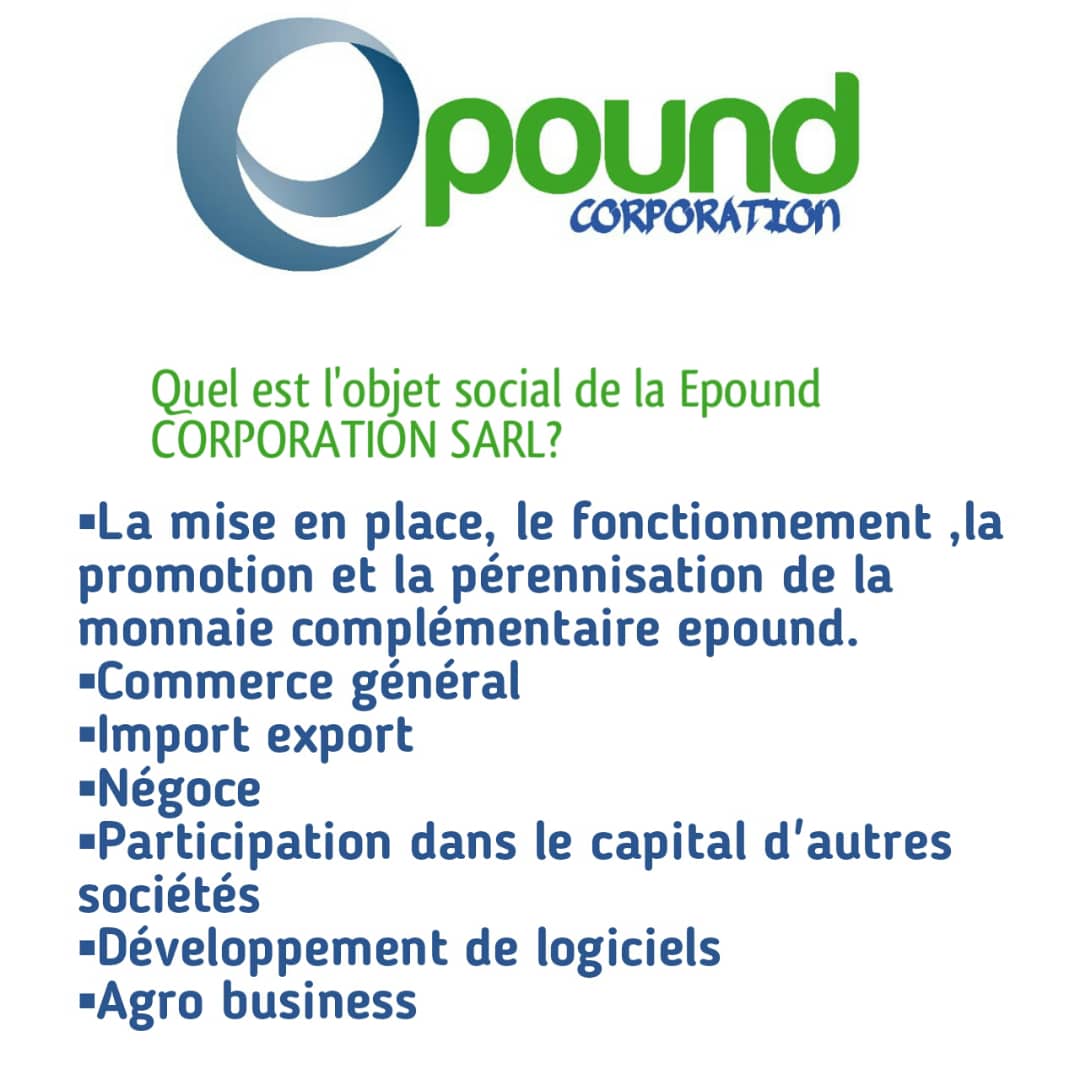 epound
CORPORATION
Quel est l'objet social de la Epound
CORPORATION SARL?
▪La mise en place, le fonctionnement ,la
promotion et la pérennisation de la
monnaie complémentaire epound.
▪Commerce général
▪Import export
▪Négoce
▪Participation dans le capital d'autres
sociétés
▪Développement de logiciels
▪Agro business